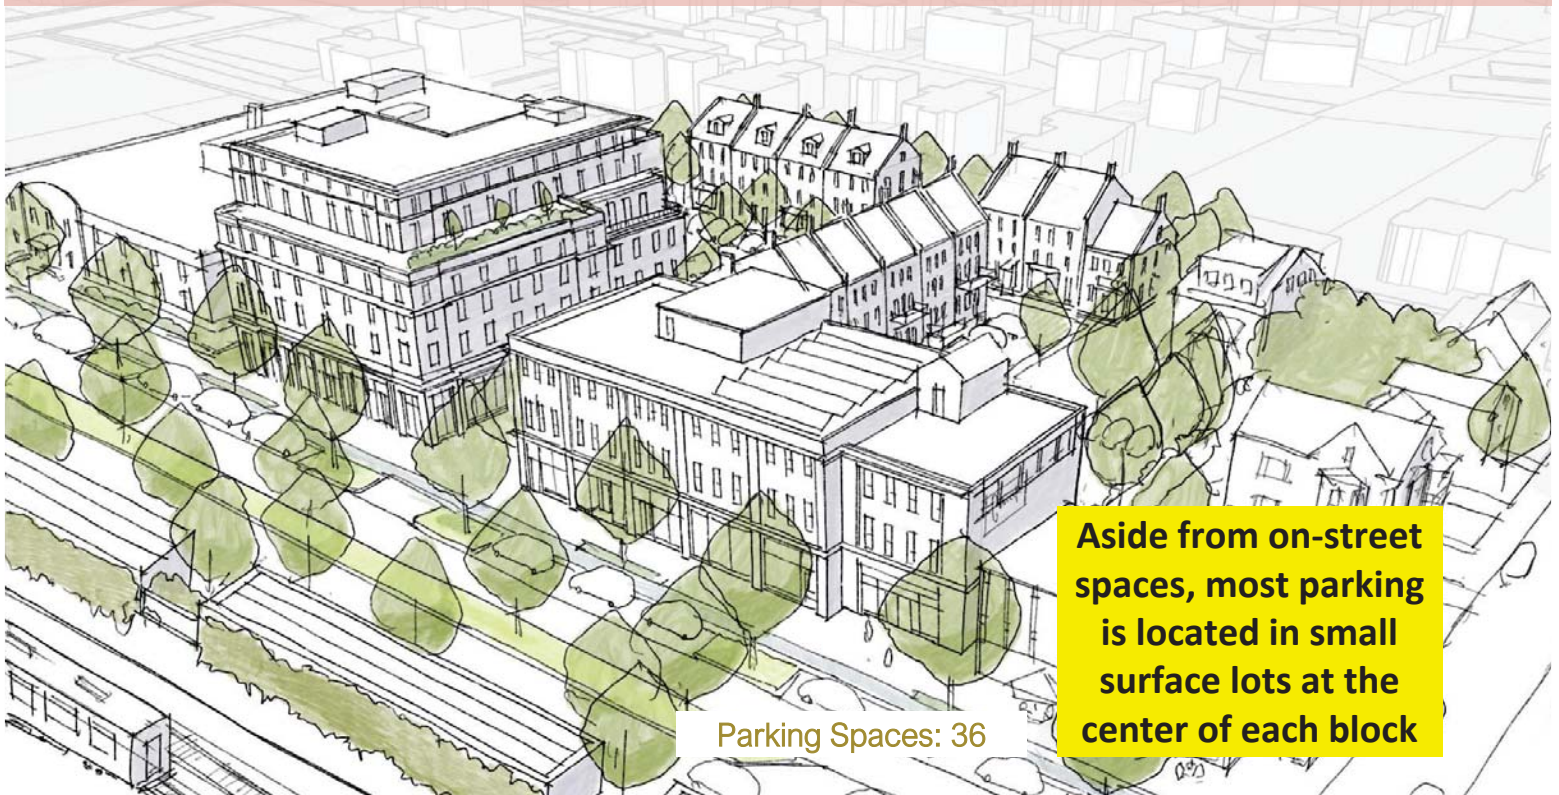 Aside from on-street
spaces, most parking
is located in small
surface lots at the
center of each block
Parking Spaces: 36